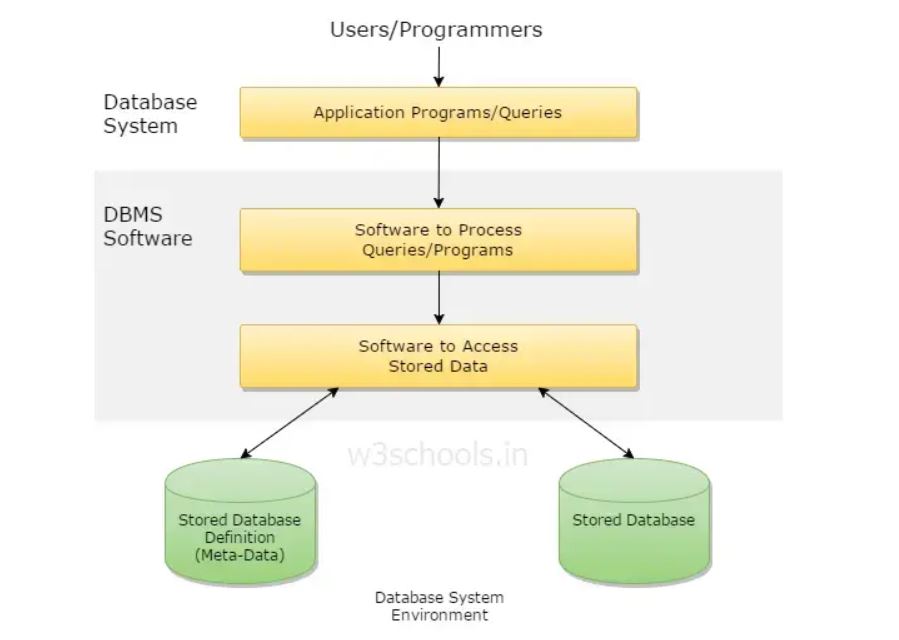 Users/Programmers
Database
System
Application Programs/Queries
DBMS
Software
Software to Process
Queries/Programs
Software to Access
Stored Data
w3schools.in
Stored Database
Definition
(Meta-Data)
Stored Database
Database System
Environment